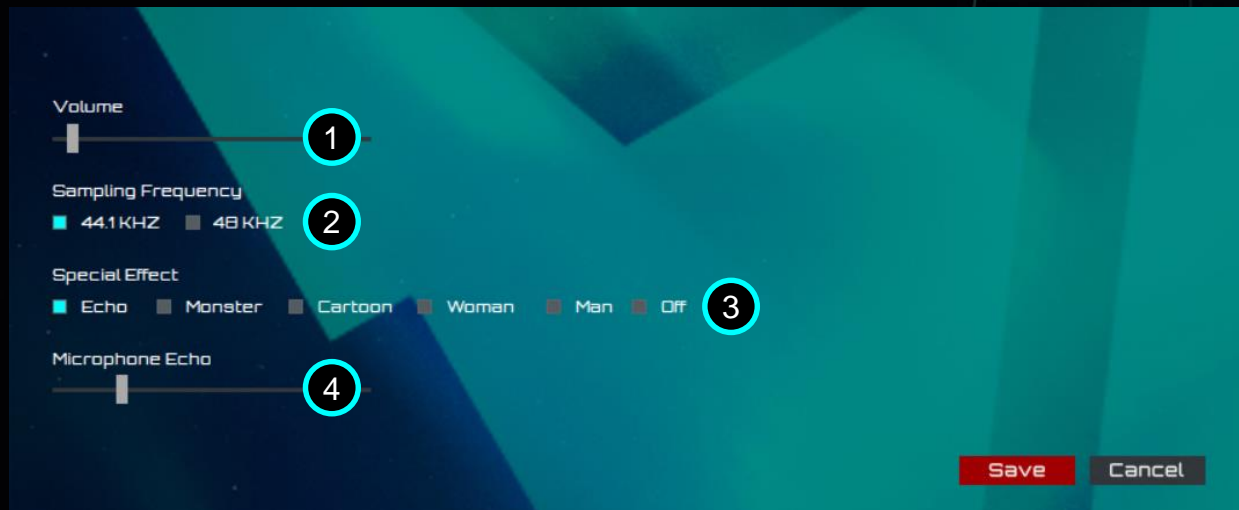 Volume
1
Sampling Frequency
44.1 KHZ 48 KHZ 2
Special Effect
Echo Monster Cartoon Woman Man Off 3
Microphone Echo
4
Save Cancel